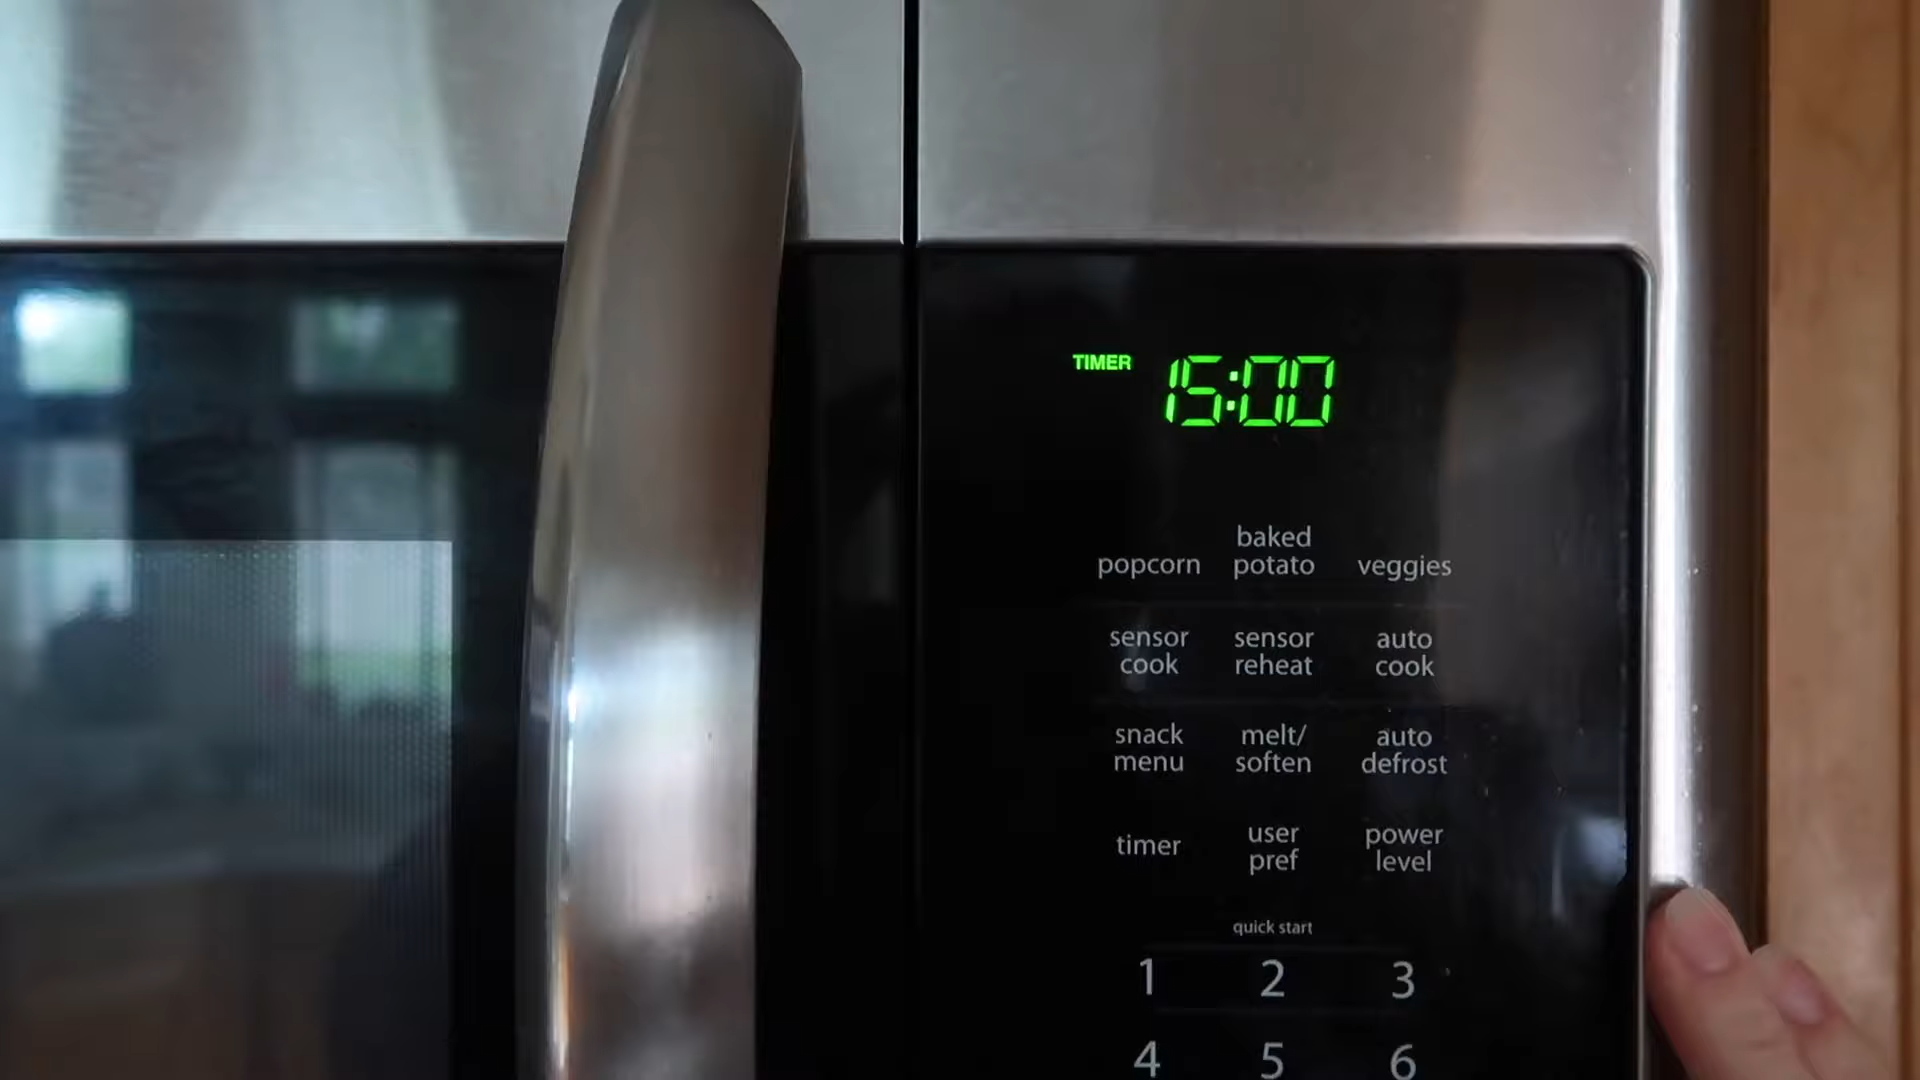 TIMER 15:00
popcorn baked potato veggies
sensor cook sensor reheat auto cook
snack menu melt/ soften auto defrost
timer user pref power level
quick start
1 2 3
4 5 6